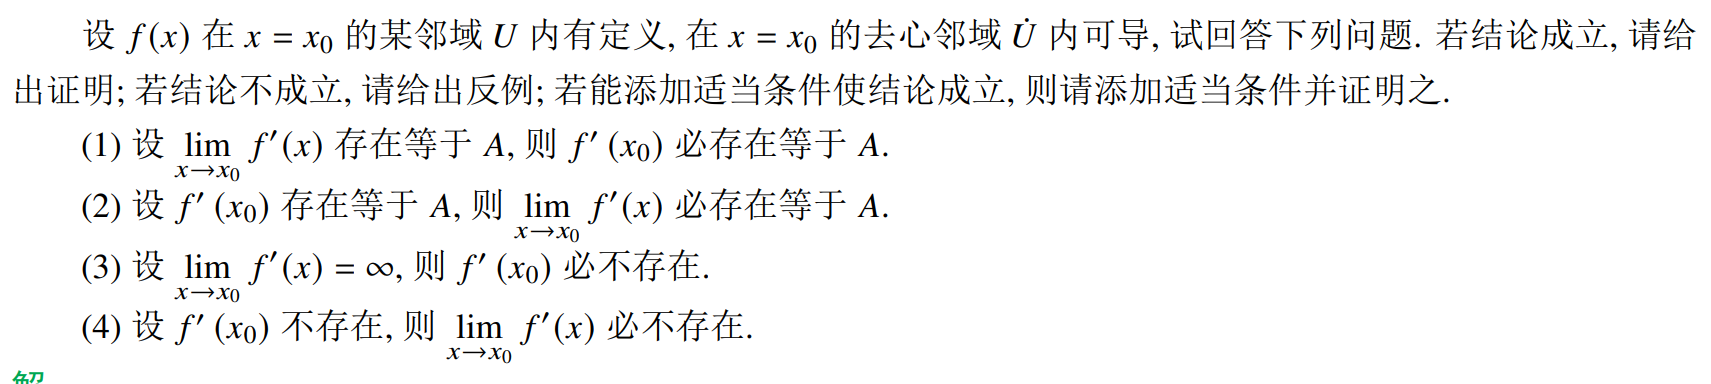 设 f(x) 在 x = x₀ 的某邻域 U 内有定义, 在 x = x₀ 的去心邻域 U̇ 内可导, 试回答下列问题. 若结论成立, 请给
出证明; 若结论不成立, 请给出反例; 若能添加适当条件使结论成立, 则请添加适当条件并证明之.
(1) 设 lim_{x→x₀} f′(x) 存在等于 A, 则 f′ (x₀) 必存在等于 A.
(2) 设 f′ (x₀) 存在等于 A, 则 lim_{x→x₀} f′(x) 必存在等于 A.
(3) 设 lim_{x→x₀} f′(x) = ∞, 则 f′ (x₀) 必不存在.
(4) 设 f′ (x₀) 不存在, 则 lim_{x→x₀} f′(x) 必不存在.